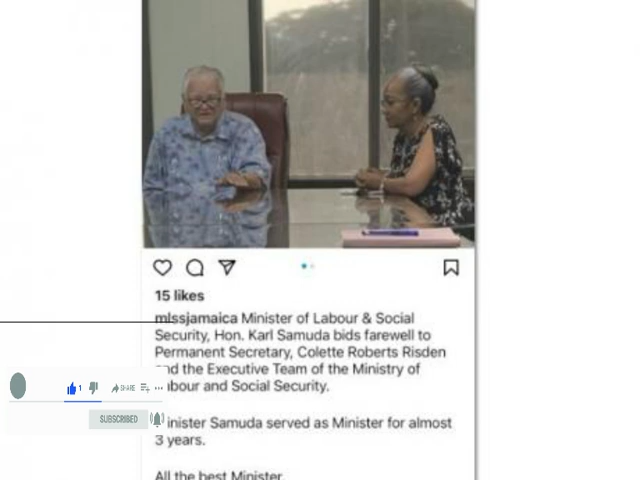 15 likes
mlssjamaica Minister of Labour & Social
Security, Hon. Karl Samuda bids farewell to
Permanent Secretary, Colette Roberts Risden
and the Executive Team of the Ministry of
Labour and Social Security.
Minister Samuda served as Minister for almost
3 years.
All the best Minister.
1
SHARE
SUBSCRIBED